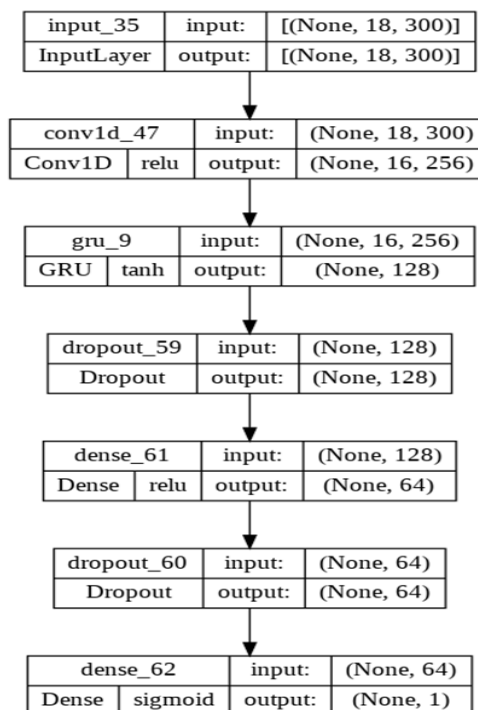 input_35 input: [(None, 18, 300)]
InputLayer output: [(None, 18, 300)]
conv1d_47 input: (None, 18, 300)
Conv1D relu output: (None, 16, 256)
gru_9 input: (None, 16, 256)
GRU tanh output: (None, 128)
dropout_59 input: (None, 128)
Dropout output: (None, 128)
dense_61 input: (None, 128)
Dense relu output: (None, 64)
dropout_60 input: (None, 64)
Dropout output: (None, 64)
dense_62 input: (None, 64)
Dense sigmoid output: (None, 1)